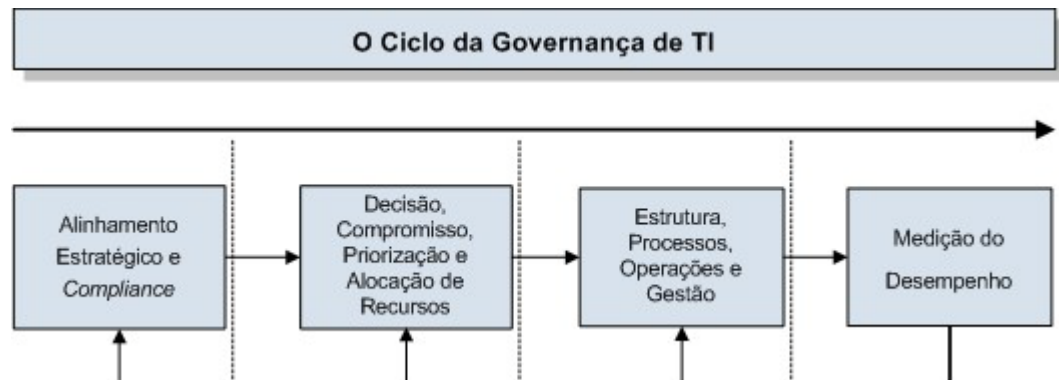 O Ciclo da Governança de TI
Alinhamento
Estratégico e
Compliance
Decisão,
Compromisso,
Priorização e
Alocação de
Recursos
Estrutura,
Processos,
Operações e
Gestão
Medição do
Desempenho